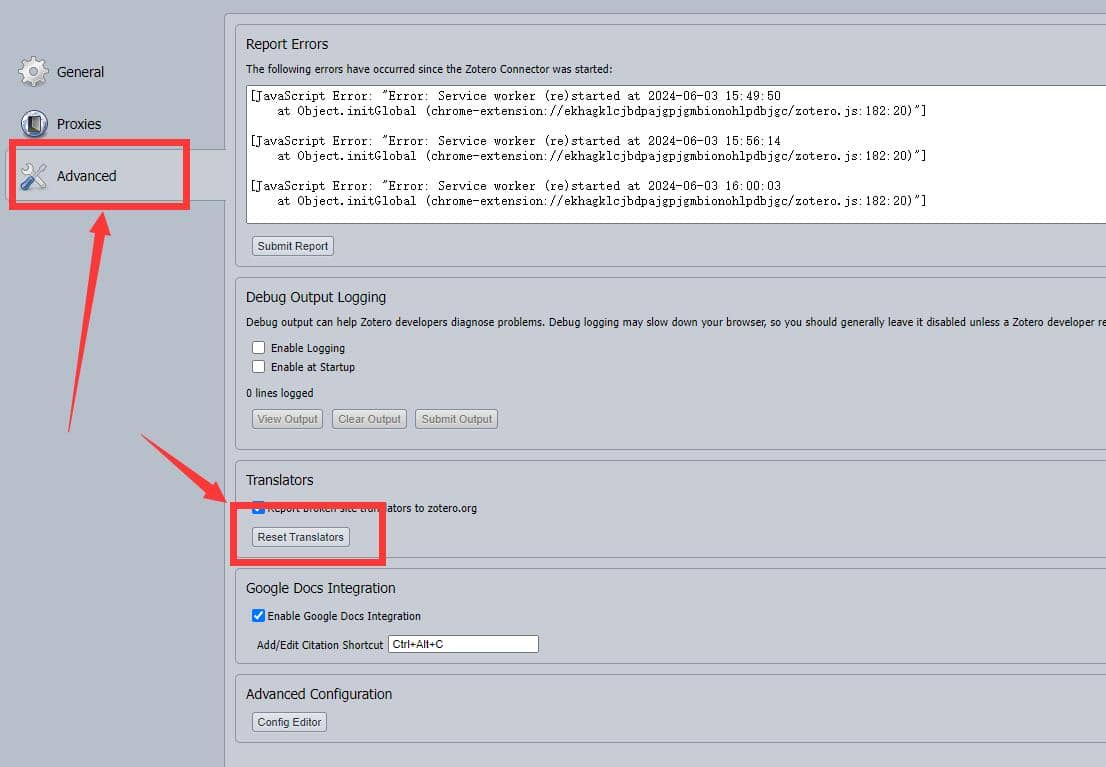 General
Proxies
Advanced
Report Errors
The following errors have occurred since the Zotero Connector was started:
[JavaScript Error: "Error: Service worker (re)started at 2024-06-03 15:49:50
at Object.initGlobal (chrome-extension://ekhagklcjbdpajgpjgmbionohlpdbjgc/zotero.js:182:20)"]
[JavaScript Error: "Error: Service worker (re)started at 2024-06-03 15:56:14
at Object.initGlobal (chrome-extension://ekhagklcjbdpajgpjgmbionohlpdbjgc/zotero.js:182:20)"]
[JavaScript Error: "Error: Service worker (re)started at 2024-06-03 16:00:03
at Object.initGlobal (chrome-extension://ekhagklcjbdpajgpjgmbionohlpdbjgc/zotero.js:182:20)"]
Submit Report
Debug Output Logging
Debug output can help Zotero developers diagnose problems. Debug logging may slow down your browser, so you should generally leave it disabled unless a Zotero developer re
Enable Logging
Enable at Startup
0 lines logged
View Output Clear Output Submit Output
Translators
Report broken site translators to zotero.org
Reset Translators
Google Docs Integration
Enable Google Docs Integration
Add/Edit Citation Shortcut Ctrl+Alt+C
Advanced Configuration
Config Editor